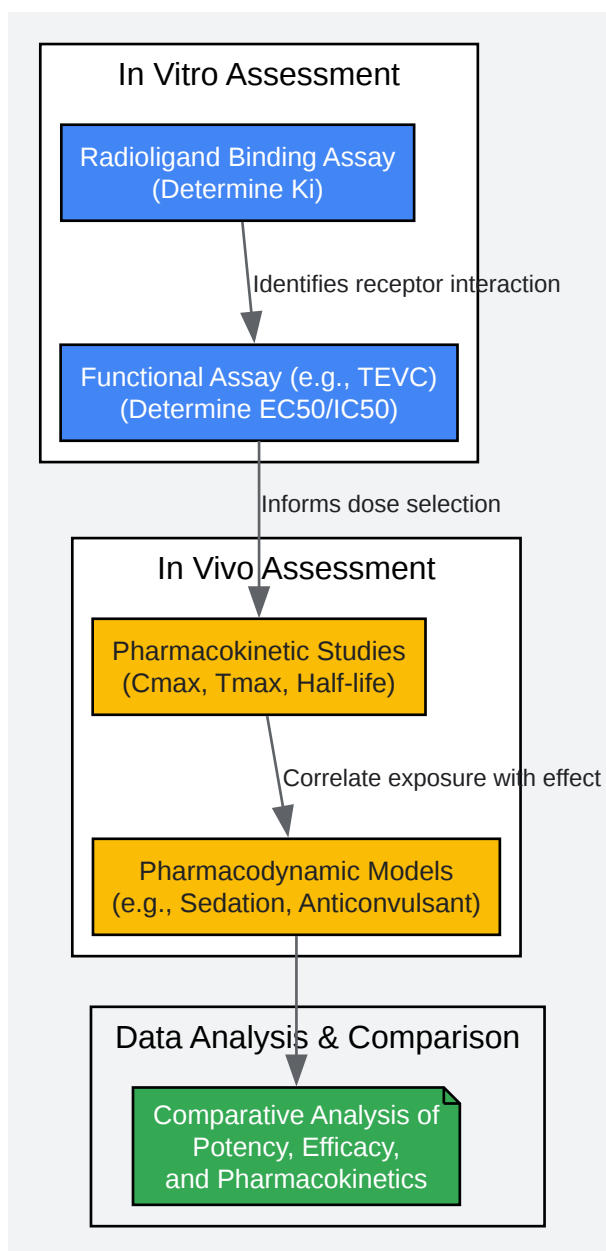 In Vitro Assessment
Radioligand Binding Assay
(Determine Ki)
Identifies receptor interaction
Functional Assay (e.g., TEVC)
(Determine EC50/IC50)
Informs dose selection
In Vivo Assessment
Pharmacokinetic Studies
(Cmax, Tmax, Half-life)
Correlate exposure with effect
Pharmacodynamic Models
(e.g., Sedation, Anticonvulsant)
Data Analysis & Comparison
Comparative Analysis of
Potency, Efficacy,
and Pharmacokinetics